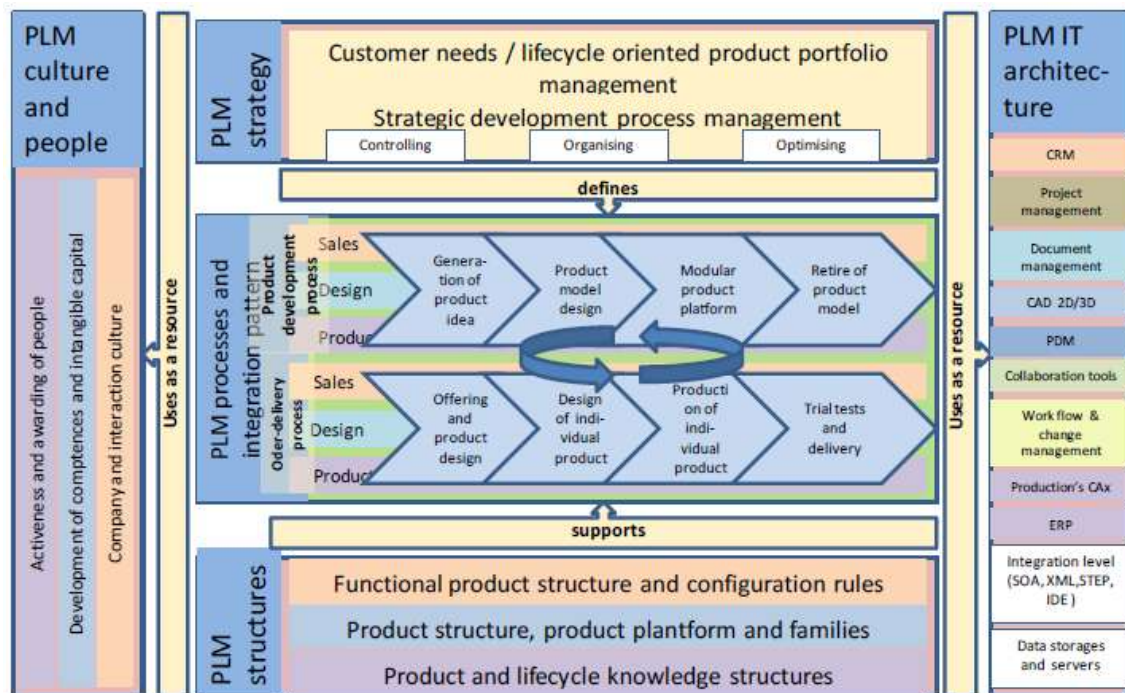 PLM
culture
and
people
Activeness and awarding of people
Development of comptences and intangible capital
Company and interaction culture
Uses as a resource
PLM
strategy
Customer needs / lifecycle oriented product portfolio
management
Strategic development process management
Controlling
Organising
Optimising
defines
PLM processes and
integration pattern
Product
development
process
Sales
Design
Product
Genera-
tion of
product
idea
Product
model
design
Modular
product
platform
Retire of
product
model
Oder-delivery
process
Sales
Design
Product
Offering
and
product
design
Design
of indi-
vidual
product
Producti
on of
indi-
vidual
product
Trial tests
and
delivery
supports
PLM
structures
Functional product structure and configuration rules
Product structure, product plantform and families
Product and lifecycle knowledge structures
Uses as a resource
PLM IT
architec-
ture
CRM
Project
management
Document
management
CAD 2D/3D
PDM
Collaboration tools
Work flow &
change
management
Production's CAx
ERP
Integration level
(SOA, XML,STEP,
IDE )
Data storages
and servers